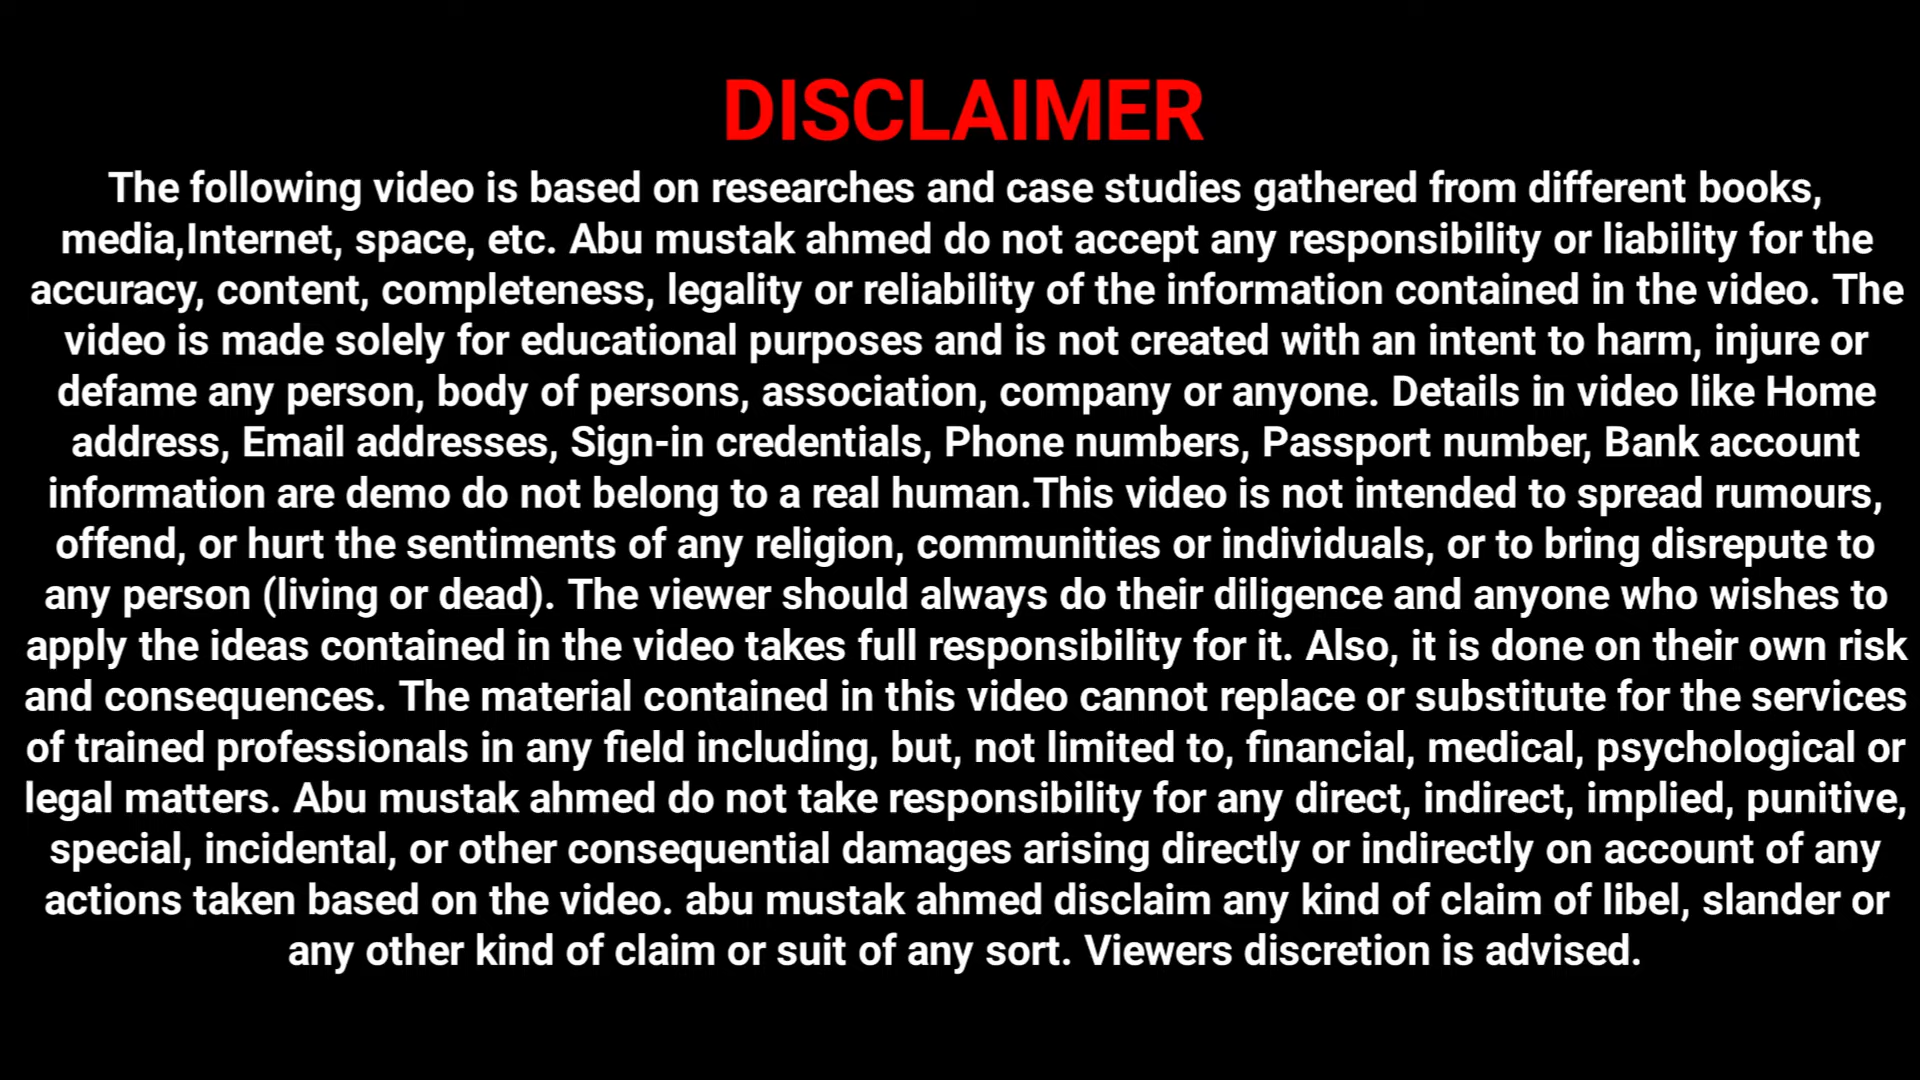 DISCLAIMER
The following video is based on researches and case studies gathered from different books,
media,Internet, space, etc. Abu mustak ahmed do not accept any responsibility or liability for the
accuracy, content, completeness, legality or reliability of the information contained in the video. The
video is made solely for educational purposes and is not created with an intent to harm, injure or
defame any person, body of persons, association, company or anyone. Details in video like Home
address, Email addresses, Sign-in credentials, Phone numbers, Passport number, Bank account
information are demo do not belong to a real human.This video is not intended to spread rumours,
offend, or hurt the sentiments of any religion, communities or individuals, or to bring disrepute to
any person (living or dead). The viewer should always do their diligence and anyone who wishes to
apply the ideas contained in the video takes full responsibility for it. Also, it is done on their own risk
and consequences. The material contained in this video cannot replace or substitute for the services
of trained professionals in any field including, but, not limited to, financial, medical, psychological or
legal matters. Abu mustak ahmed do not take responsibility for any direct, indirect, implied, punitive,
special, incidental, or other consequential damages arising directly or indirectly on account of any
actions taken based on the video. abu mustak ahmed disclaim any kind of claim of libel, slander or
any other kind of claim or suit of any sort. Viewers discretion is advised.